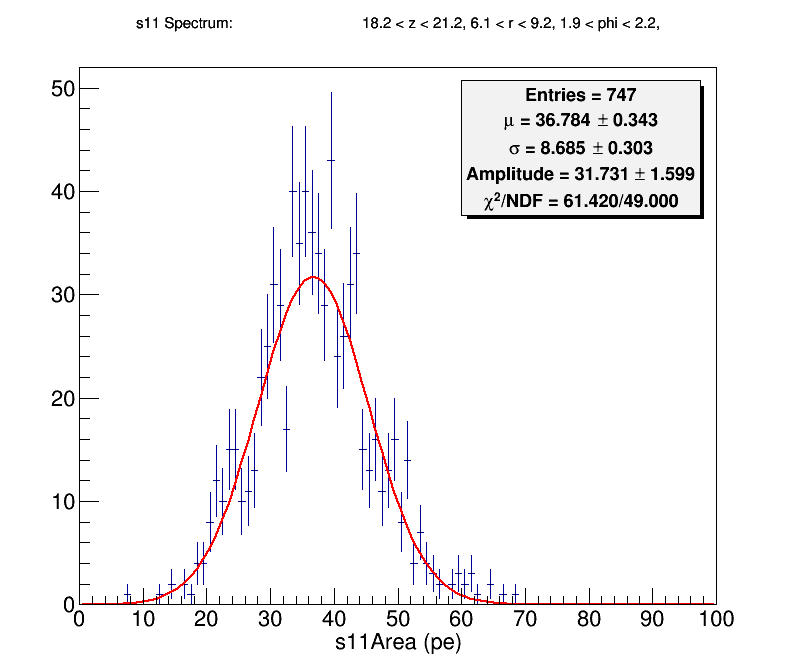 s11 Spectrum: 18.2 < z < 21.2, 6.1 < r < 9.2, 1.9 < phi < 2.2,
Entries = 747
μ = 36.784 ± 0.343
σ = 8.685 ± 0.303
Amplitude = 31.731 ± 1.599
χ²/NDF = 61.420/49.000
50
40
30
20
10
0
0 10 20 30 40 50 60 70 80 90 100
s11Area (pe)